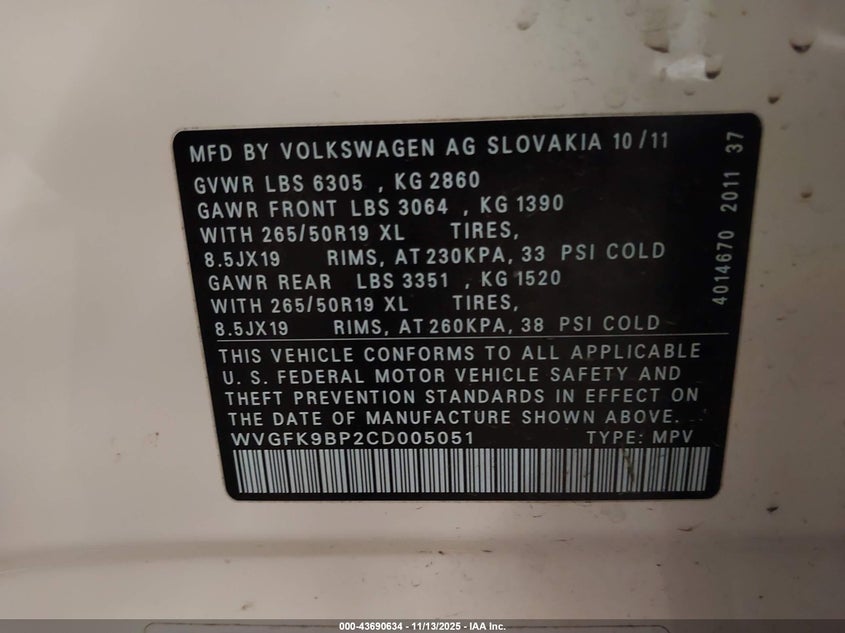 MFD BY VOLKSWAGEN AG SLOVAKIA 10/11
GVWR LBS 6305 , KG 2860
GAWR FRONT LBS 3064 , KG 1390
WITH 265/50R19 XL TIRES,
8.5JX19 RIMS, AT 230KPA, 33 PSI COLD
GAWR REAR LBS 3351 , KG 1520
WITH 265/50R19 XL TIRES,
8.5JX19 RIMS, AT 260KPA, 38 PSI COLD
THIS VEHICLE CONFORMS TO ALL APPLICABLE
U. S. FEDERAL MOTOR VEHICLE SAFETY AND
THEFT PREVENTION STANDARDS IN EFFECT ON
THE DATE OF MANUFACTURE SHOWN ABOVE.
WVGFK9BP2CD005051 TYPE: MPV
4014670 2011 37
000-43690634 - 11/13/2025 - IAA Inc.